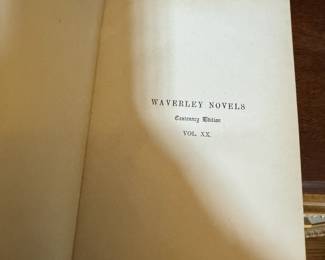 WAVERLEY NOVELS
Centenary Edition
VOL. XX.